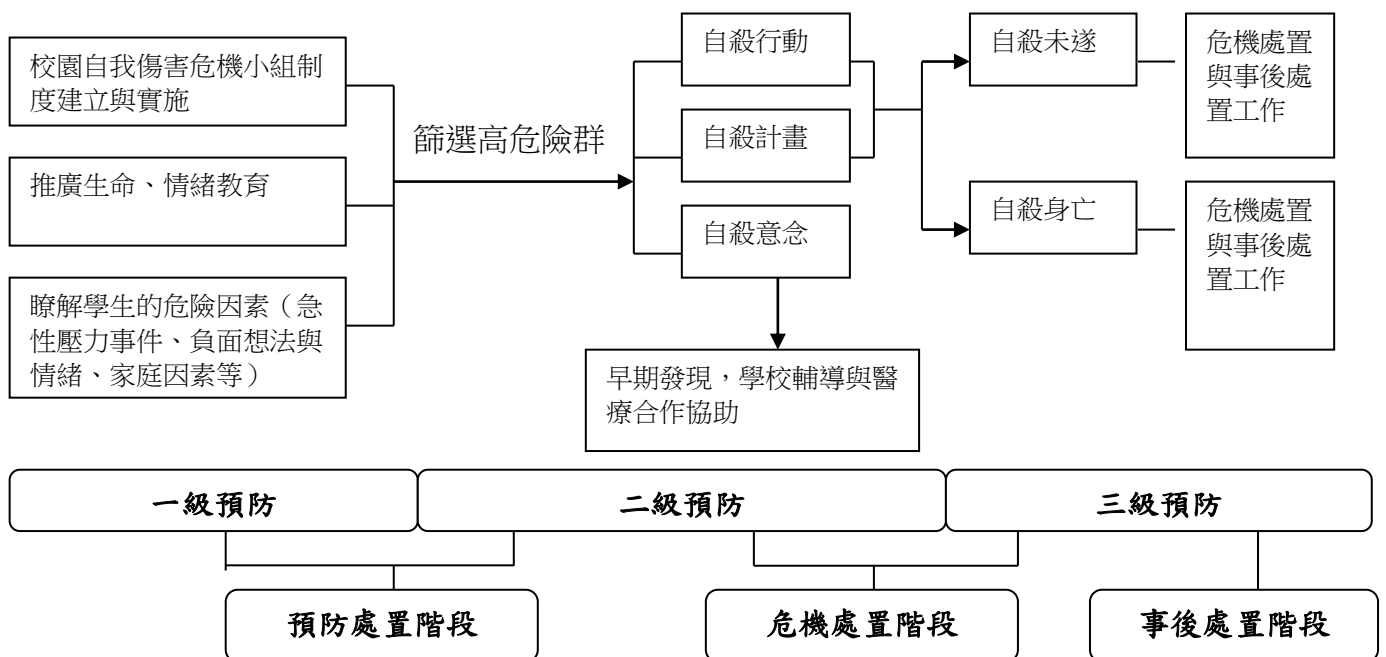 校園自我傷害危機小組制
度建立與實施
推廣生命、情緒教育
瞭解學生的危險因素（急
性壓力事件、負面想法與
情緒、家庭因素等）
篩選高危險群
自殺行動
自殺計畫
自殺意念
早期發現，學校輔導與醫
療合作協助
自殺未遂
自殺身亡
危機處置
與事後處
置工作
危機處置
與事後處
置工作
一級預防
二級預防
三級預防
預防處置階段
危機處置階段
事後處置階段